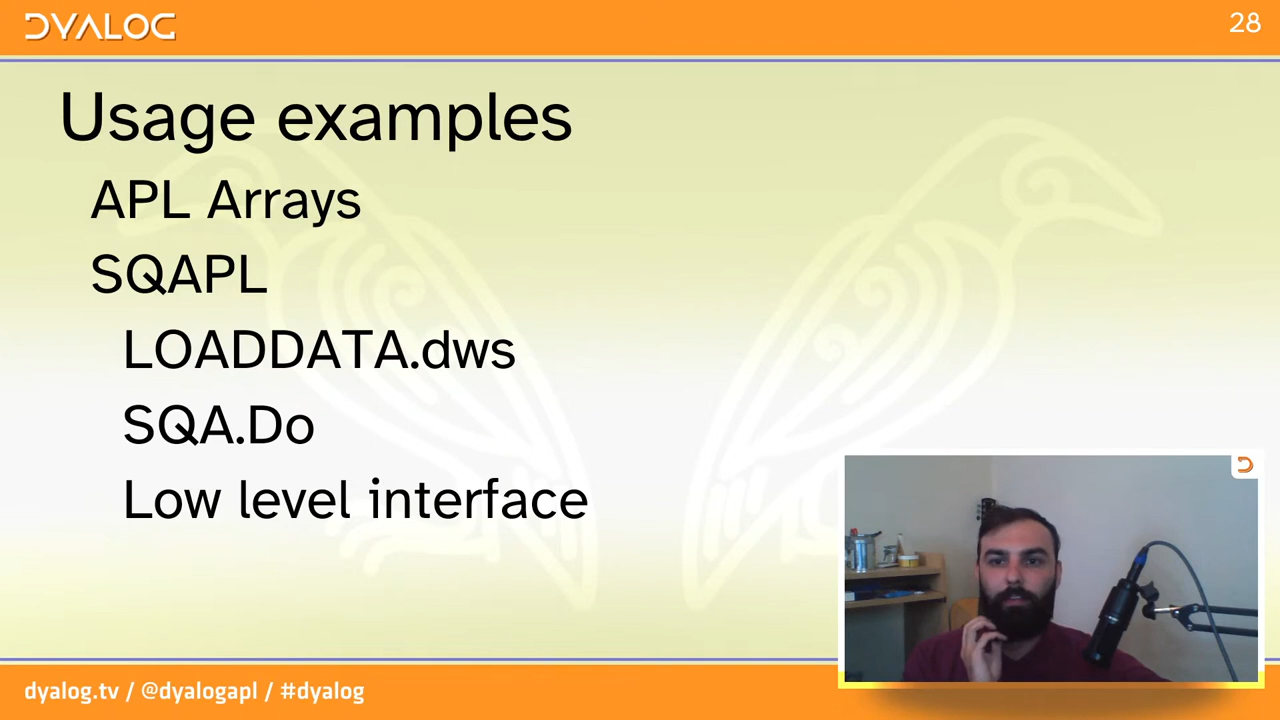 DYALOG
28
Usage examples
APL Arrays
SQAPL
LOADDATA.dws
SQA.Do
Low level interface
dyalog.tv / @dyalogapl / #dyalog